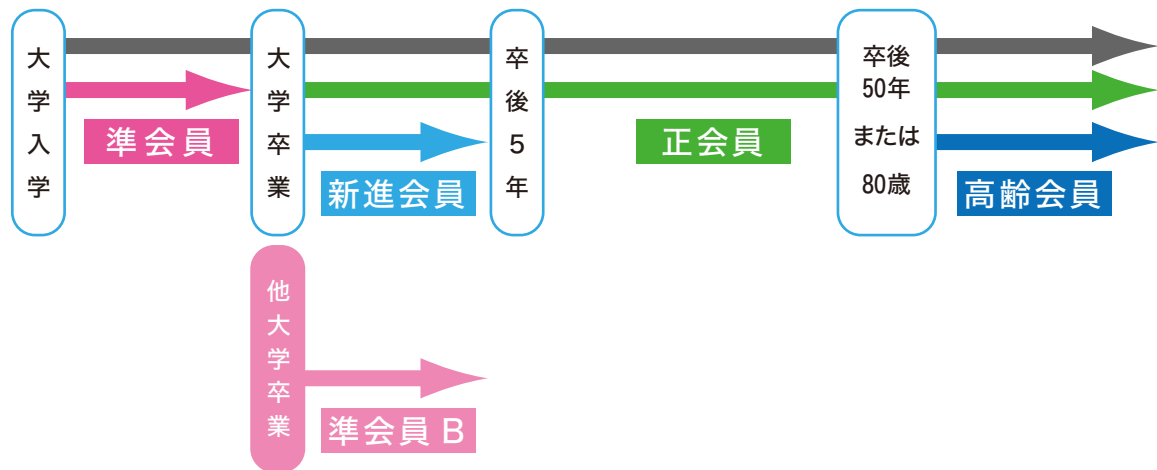 大学入学
準会員
大学卒業
新進会員
卒後5年
正会員
卒後
50年
または
80歳
高齢会員
他大学卒業
準会員 B